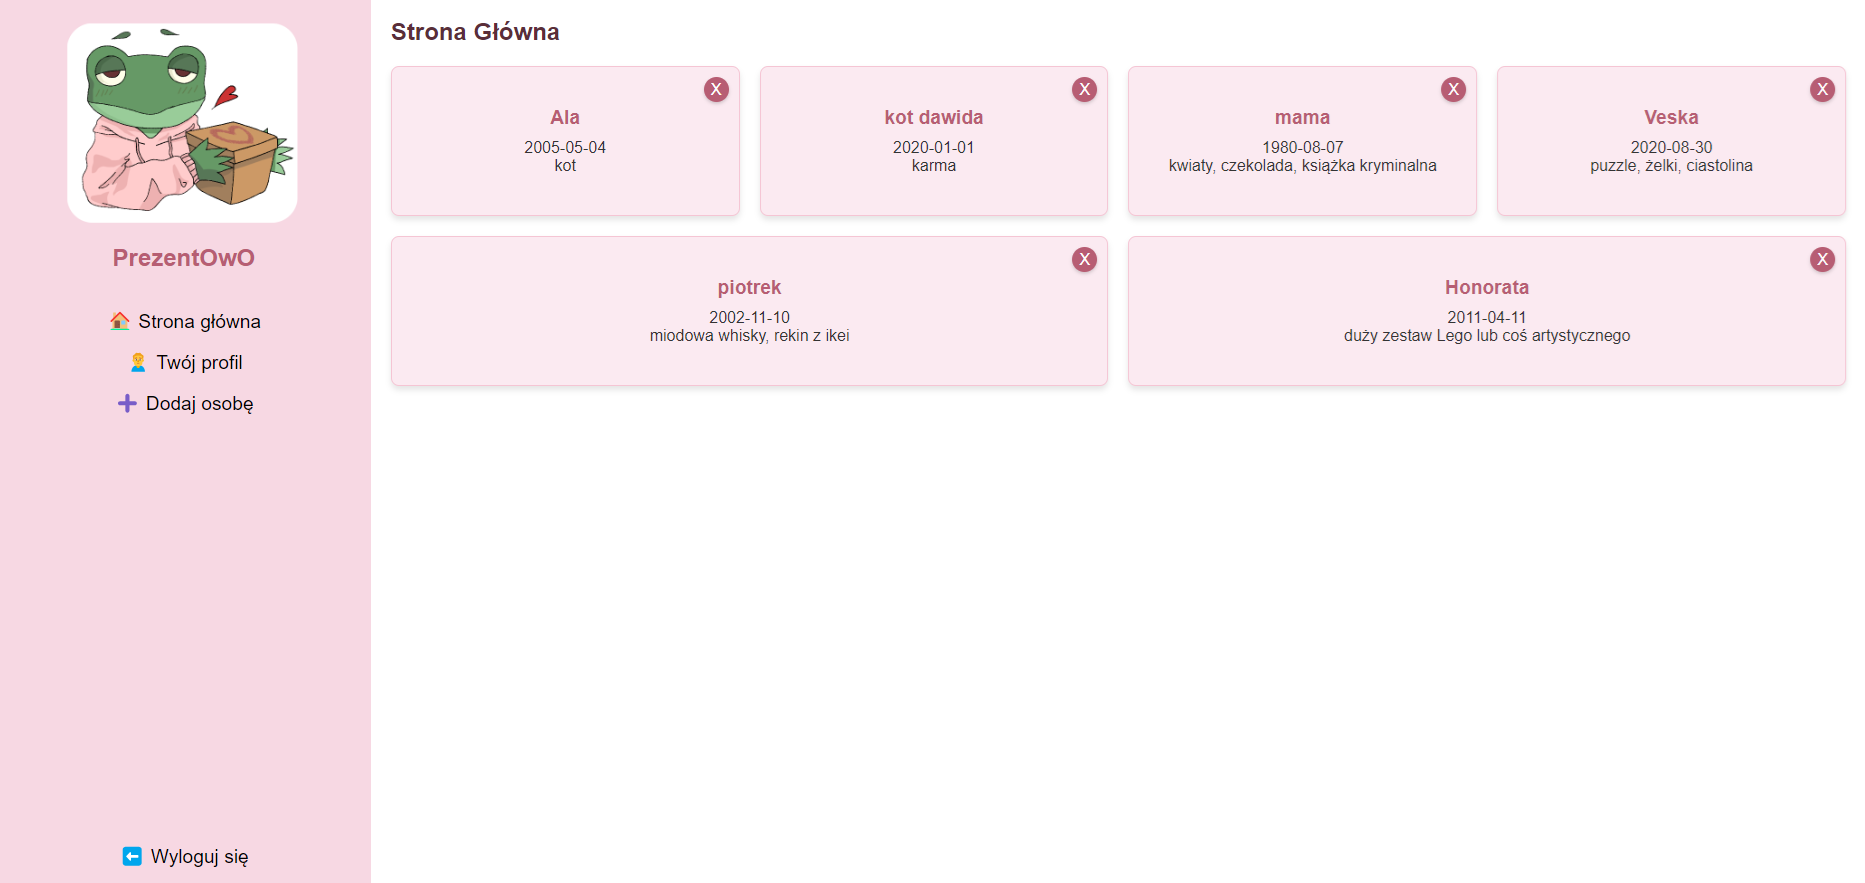 PrezentOwO
Strona główna
Twój profil
Dodaj osobę
Wyloguj się
Strona Główna
X
Ala
2005-05-04
kot
X
kot dawida
2020-01-01
karma
X
mama
1980-08-07
kwiaty, czekolada, książka kryminalna
X
Veska
2020-08-30
puzzle, żelki, ciastolina
X
piotrek
2002-11-10
miodowa whisky, rekin z ikei
X
Honorata
2011-04-11
duży zestaw Lego lub coś artystycznego